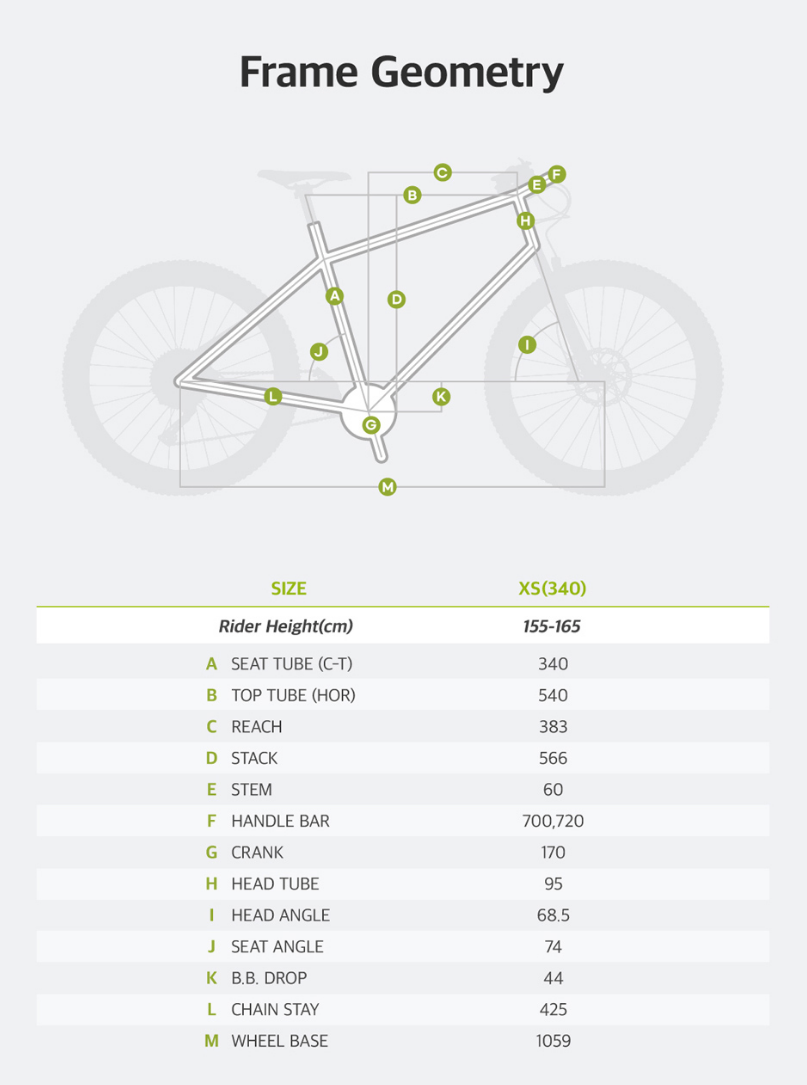 Frame Geometry
C
F
E
B
H
A
D
I
J
L
K
G
M
SIZE XS(340)
Rider Height(cm) 155-165
A SEAT TUBE (C-T) 340
B TOP TUBE (HOR) 540
C REACH 383
D STACK 566
E STEM 60
F HANDLE BAR 700,720
G CRANK 170
H HEAD TUBE 95
I HEAD ANGLE 68.5
J SEAT ANGLE 74
K B.B. DROP 44
L CHAIN STAY 425
M WHEEL BASE 1059